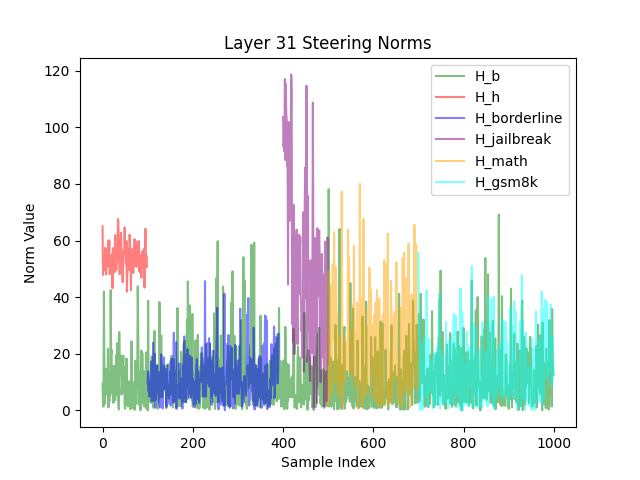 Layer 31 Steering Norms
120
100
80
60
40
20
0
Norm Value
H_b
H_h
H_borderline
H_jailbreak
H_math
H_gsm8k
0
200
400
600
800
1000
Sample Index